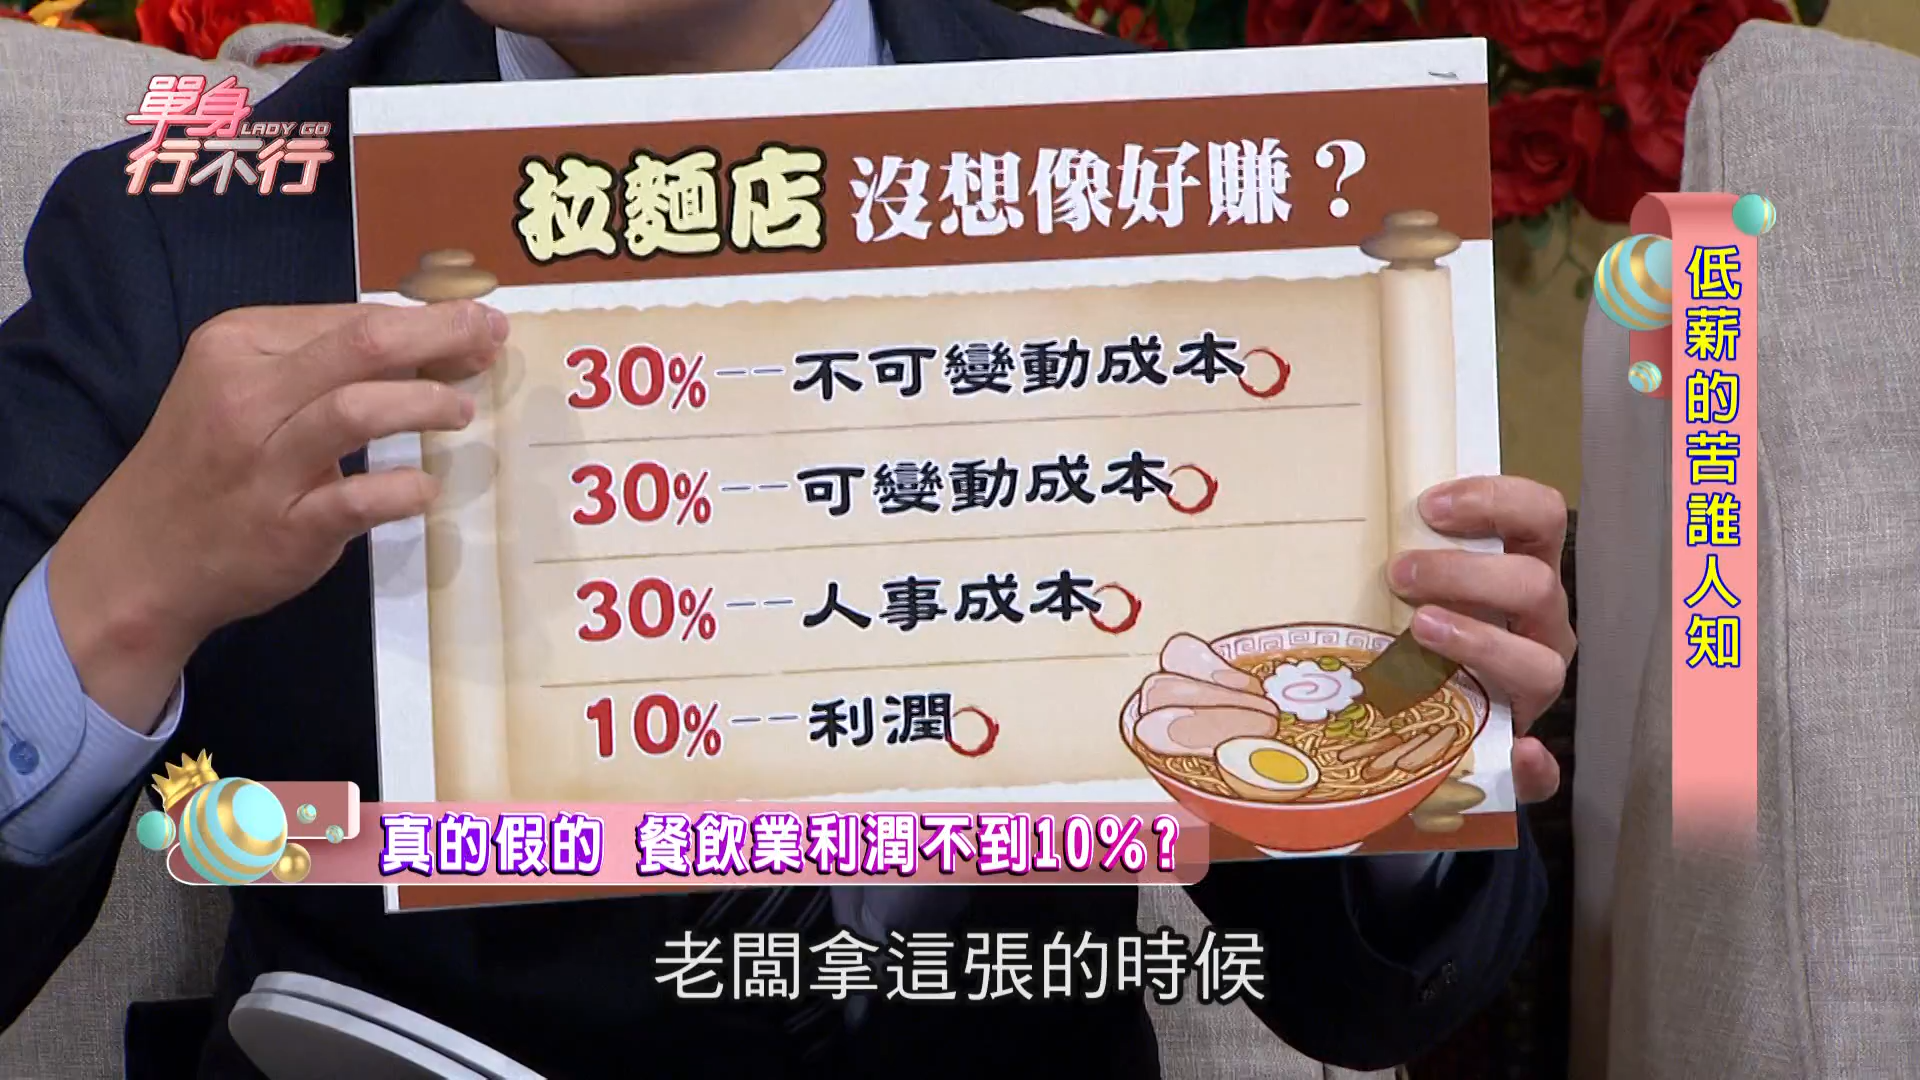 單身
LADY GO
行不行
拉麵店 沒想像好賺？
30%--不可變動成本
30%--可變動成本
30%--人事成本
10%--利潤
低薪的苦誰人知
真的假的 餐飲業利潤不到10%?
老闆拿這張的時候